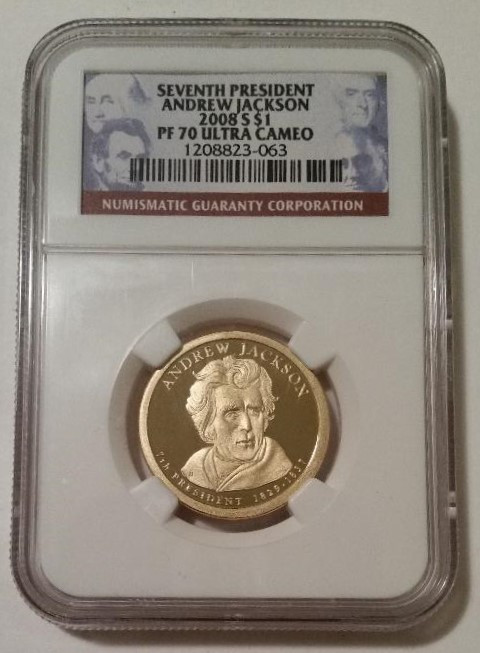 SEVENTH PRESIDENT
ANDREW JACKSON
2008 S $1
PF 70 ULTRA CAMEO
1208823-063
NUMISMATIC GUARANTY CORPORATION
ANDREW JACKSON
7th PRESIDENT 1829-1837